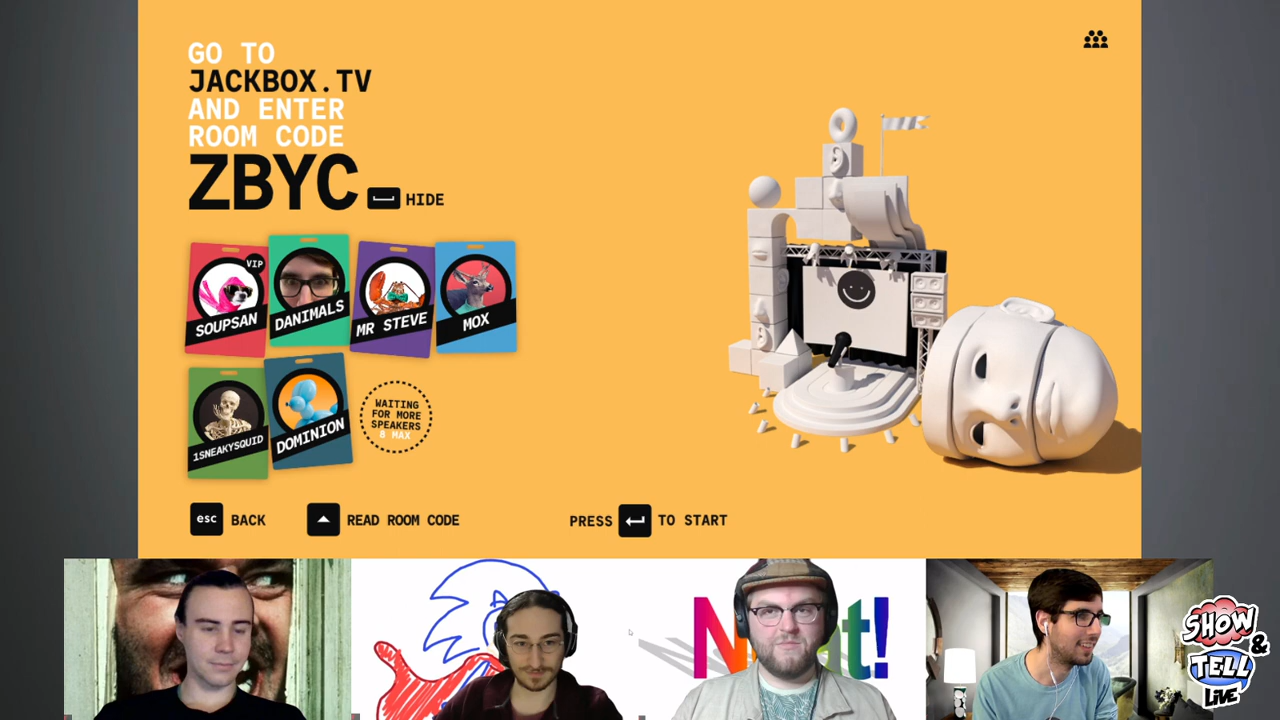 GO TO
JACKBOX.TV
AND ENTER
ROOM CODE
ZBYC
HIDE
VIP
SOUPSAN
DANIMALS
MR STEVE
MOX
1SNEAKYSQUID
DOMINION
WAITING
FOR MORE
SPEAKERS
8 MAX
esc BACK
READ ROOM CODE
PRESS
TO START
SHOW
&
TELL
LIVE